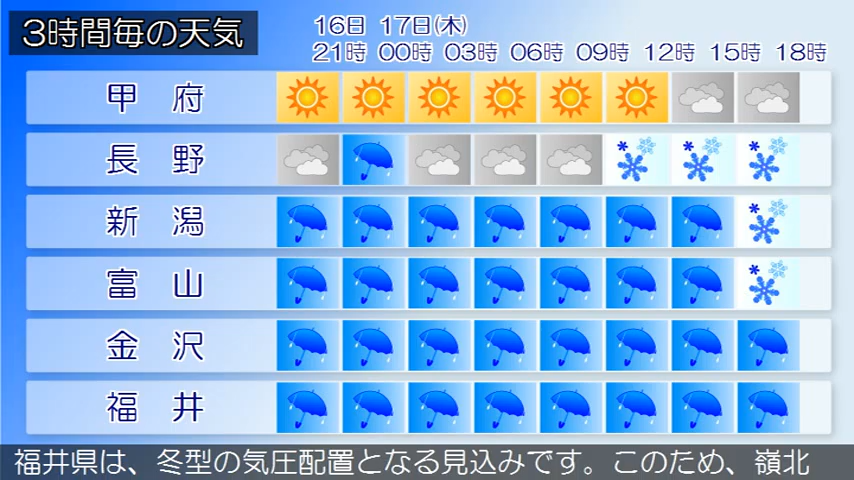 3時間毎の天気
16日 17日(木)
21時 00時 03時 06時 09時 12時 15時 18時
甲府
長野
新潟
富山
金沢
福井
福井県は、冬型の気圧配置となる見込みです。このため、嶺北